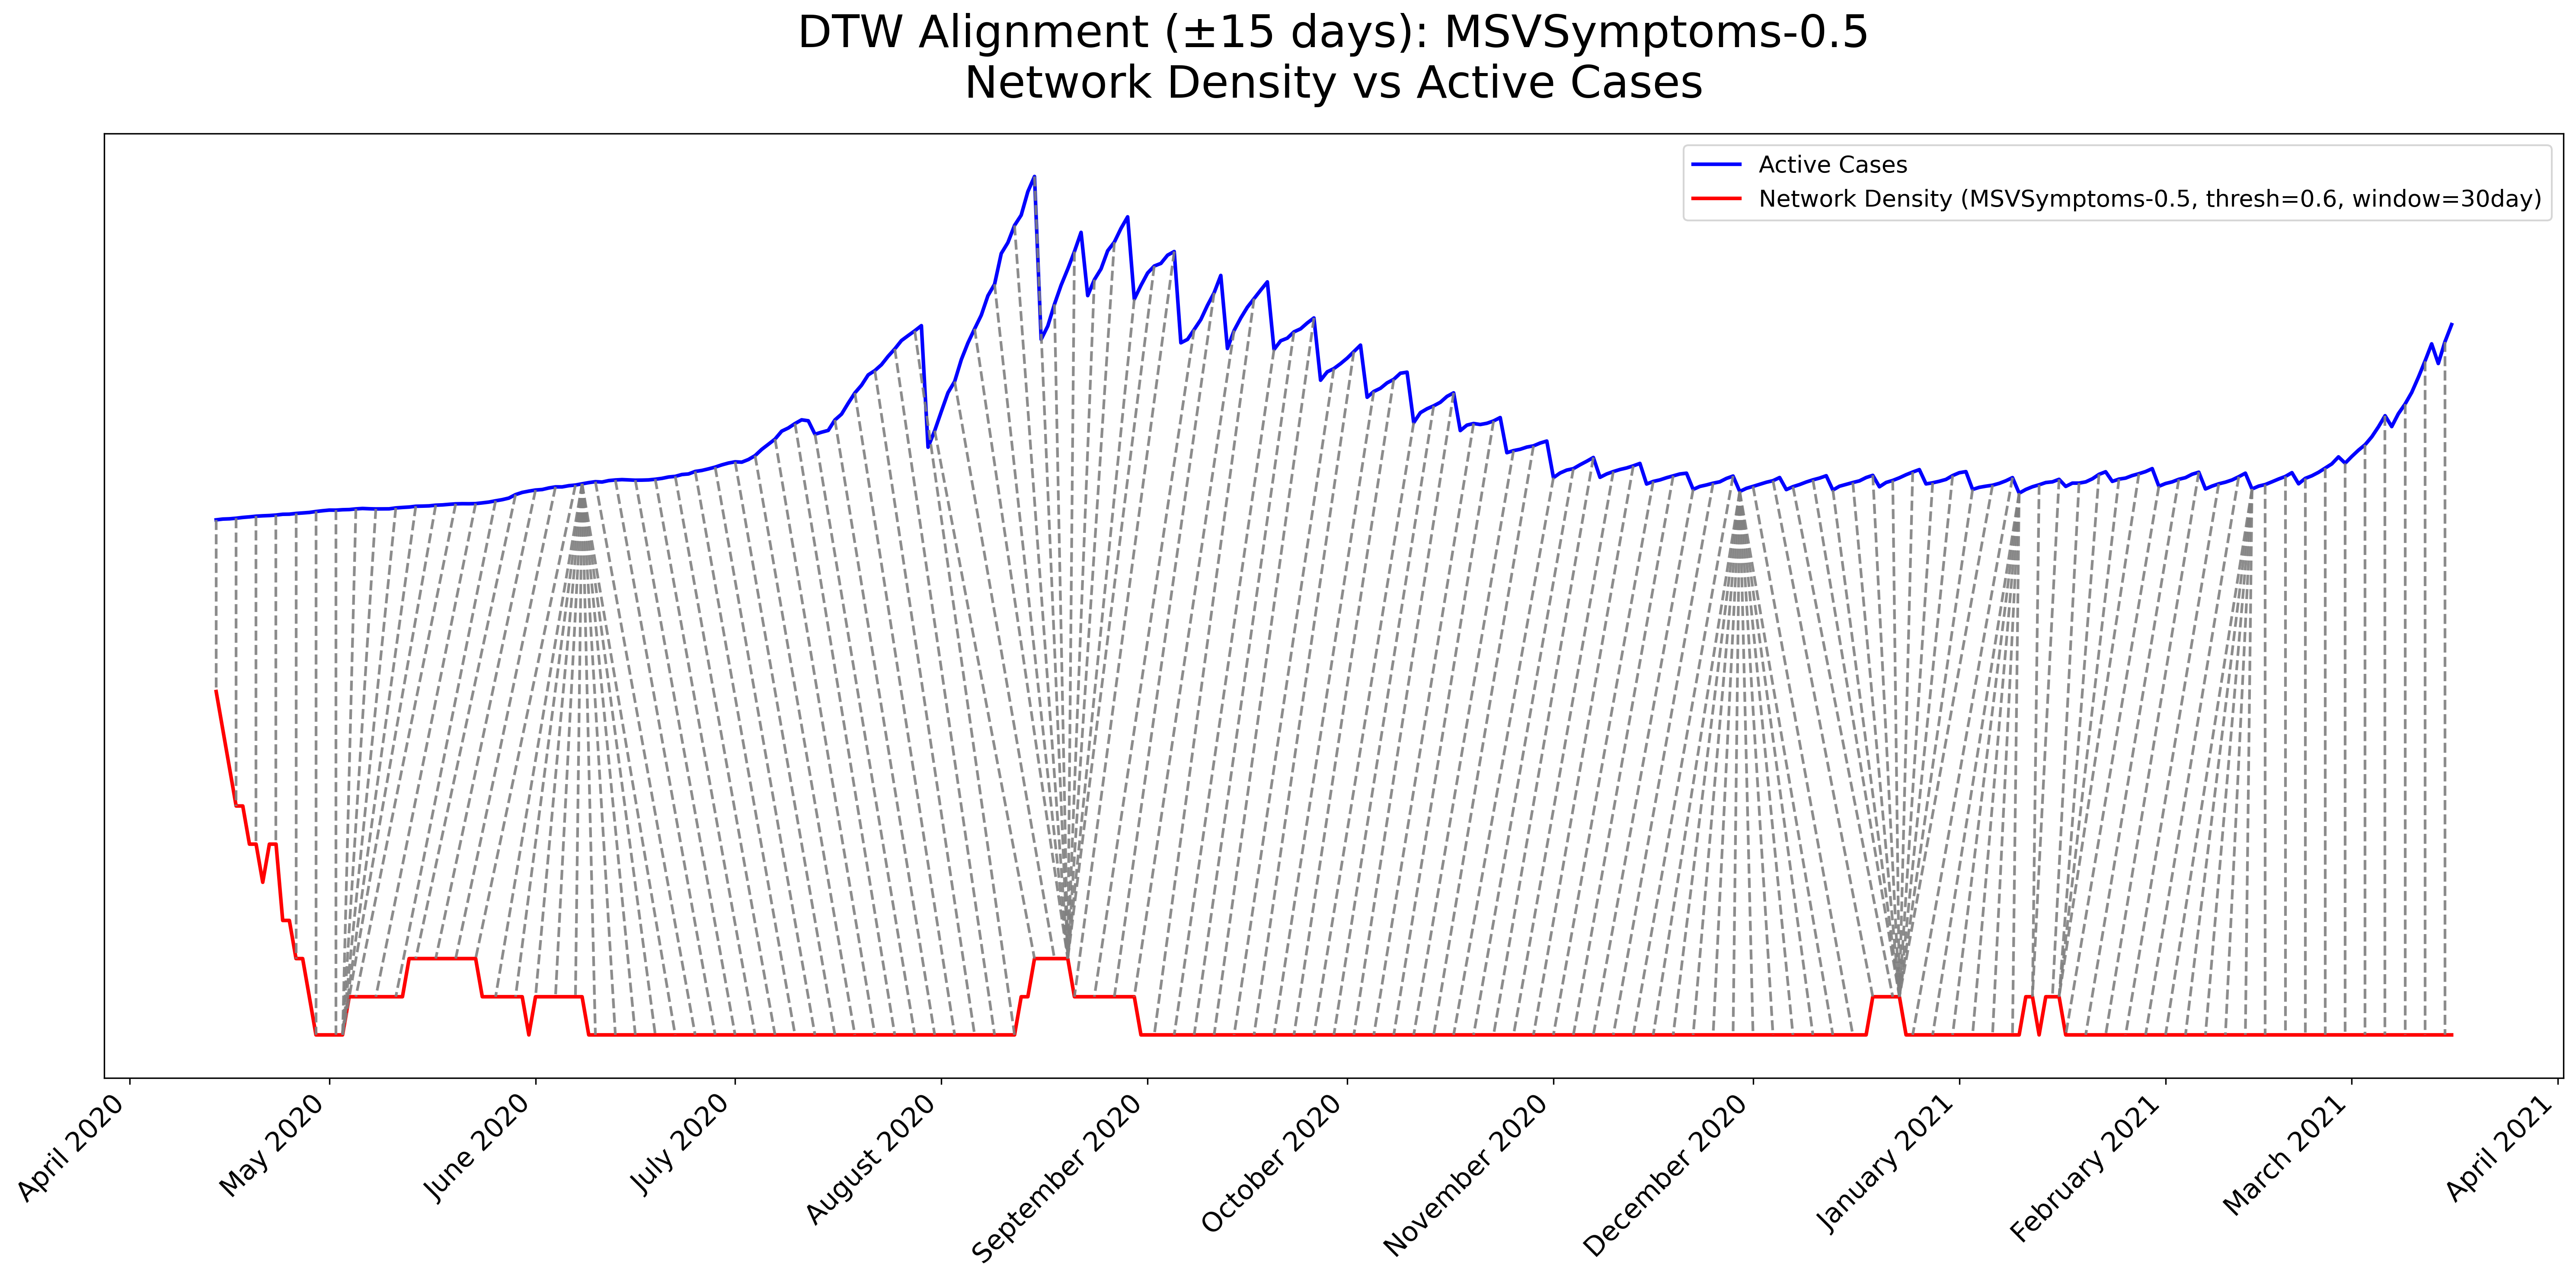 DTW Alignment (±15 days): MSVSymptoms-0.5
Network Density vs Active Cases
Active Cases
Network Density (MSVSymptoms-0.5, thresh=0.6, window=30day)
April 2020
May 2020
June 2020
July 2020
August 2020
September 2020
October 2020
November 2020
December 2020
January 2021
February 2021
March 2021
April 2021